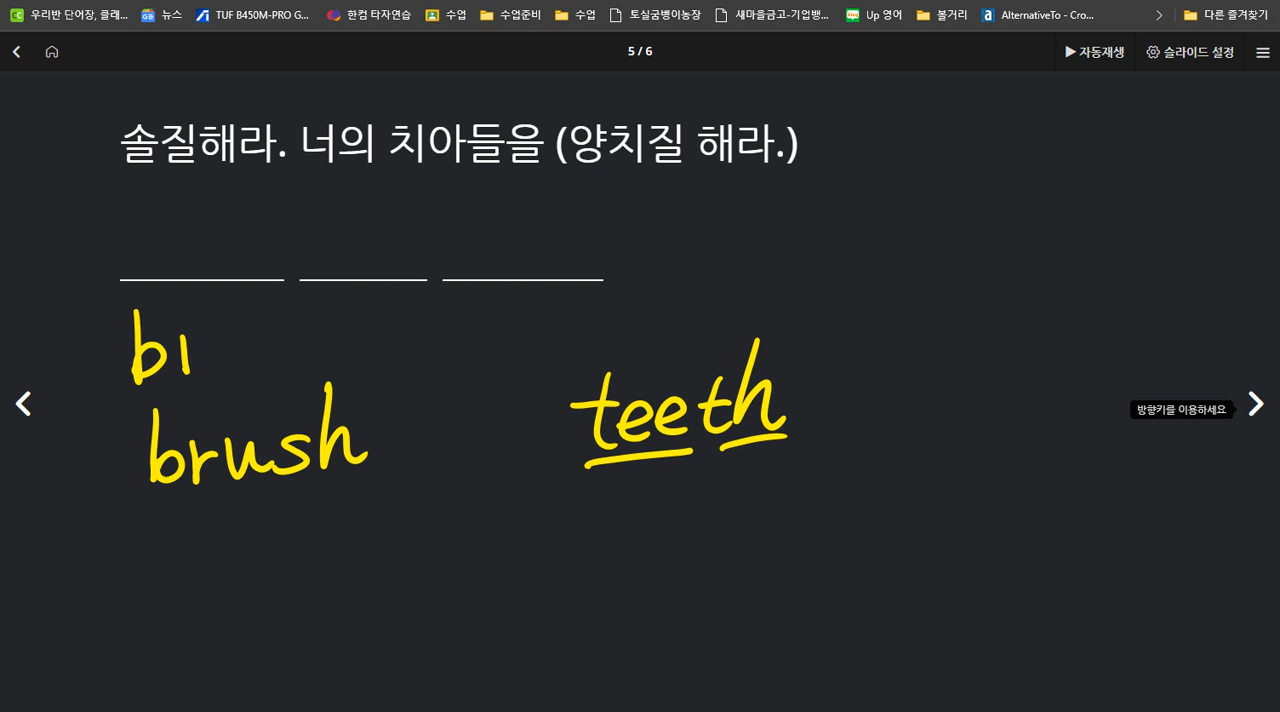 우리반 단어장, 클래... 뉴스 TUF B450M-PRO G... 한컴 타자연습 수업 수업준비 수업 토실굼벵이농장 새마을금고-기업뱅... Up 영어 볼거리 AlternativeTo - Cro... 다른 즐겨찾기
5 / 6 자동재생 슬라이드 설정
솔질해라. 너의 치아들을 (양치질 해라.)
bı
brush teeth
방향키를 이용하세요